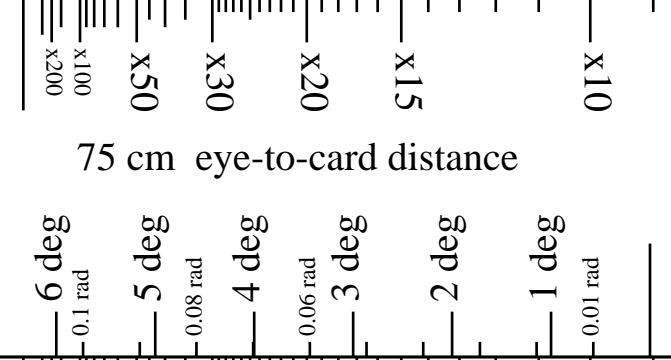 x200 x100 x50 x30 x20 x15 x10
75 cm eye-to-card distance
6 deg 0.1 rad 5 deg 0.08 rad 4 deg 0.06 rad 3 deg 2 deg 1 deg 0.01 rad